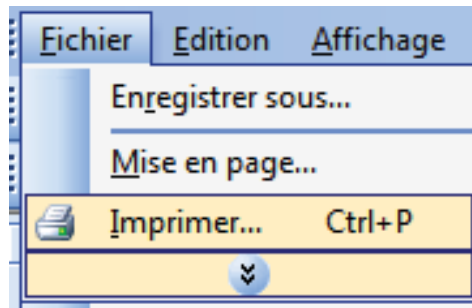 Fichier Edition Affichage
Enregistrer sous...
Mise en page...
Imprimer... Ctrl+P